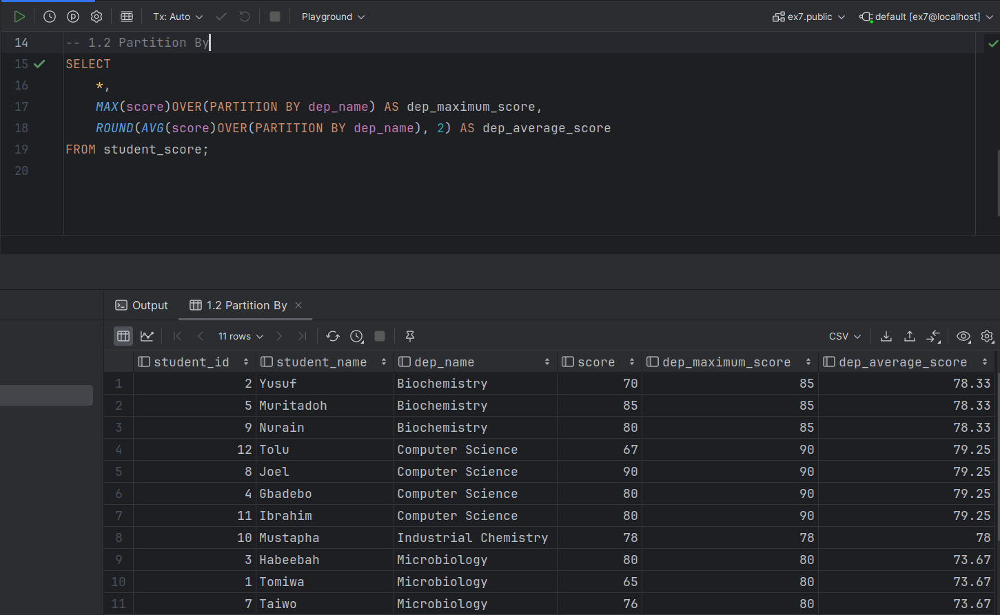 Tx: Auto Playground ex7.public default [ex7@localhost]
14 -- 1.2 Partition By
15 SELECT
16 *,
17 MAX(score)OVER(PARTITION BY dep_name) AS dep_maximum_score,
18 ROUND(AVG(score)OVER(PARTITION BY dep_name), 2) AS dep_average_score
19 FROM student_score;
20
Output 1.2 Partition By
11 rows CSV
student_id student_name dep_name score dep_maximum_score dep_average_score
1 2 Yusuf Biochemistry 70 85 78.33
2 5 Muritadoh Biochemistry 85 85 78.33
3 9 Nurain Biochemistry 80 85 78.33
4 12 Tolu Computer Science 67 90 79.25
5 8 Joel Computer Science 90 90 79.25
6 4 Gbadebo Computer Science 80 90 79.25
7 11 Ibrahim Computer Science 80 90 79.25
8 10 Mustapha Industrial Chemistry 78 78 78
9 3 Habeebah Microbiology 80 80 73.67
10 1 Tomiwa Microbiology 65 80 73.67
11 7 Taiwo Microbiology 76 80 73.67